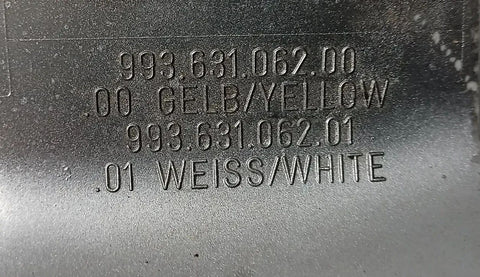 993.631.062.00
.00 GELB/YELLOW
993.631.062.01
.01 WEISS/WHITE